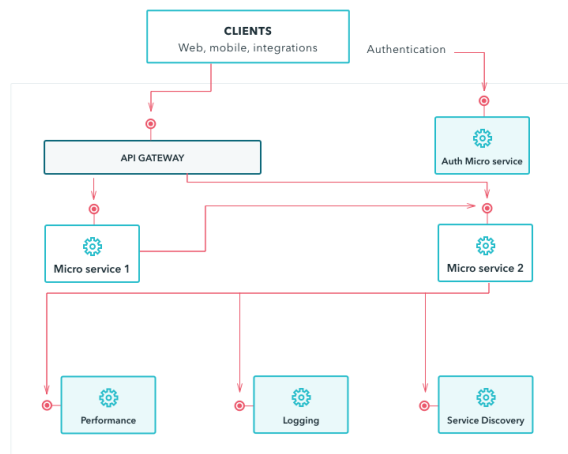 CLIENTS
Web, mobile, integrations
Authentication
API GATEWAY
Auth Micro service
Micro service 1
Micro service 2
Performance
Logging
Service Discovery